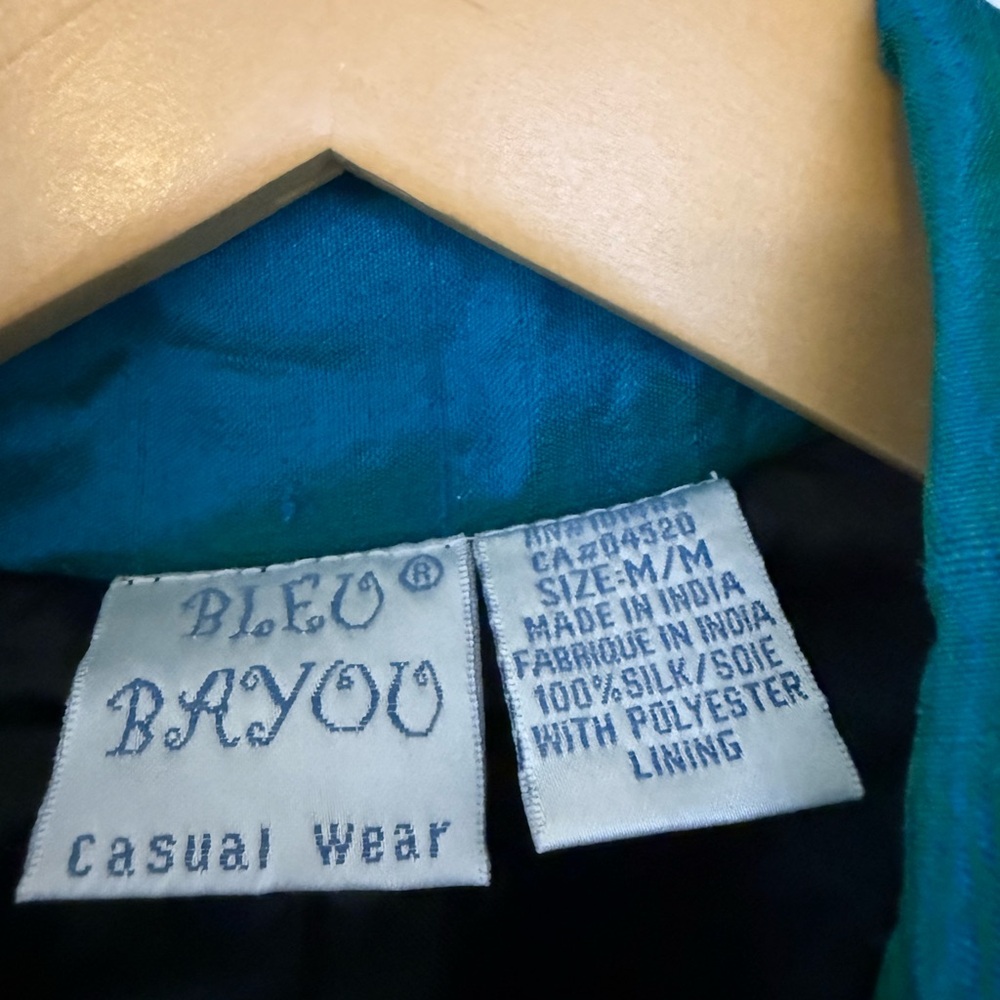 BLEU ®
BAYOU
casual wear
CA#04520
SIZE:M/M
MADE IN INDIA
FABRIQUE IN INDIA
100%SILK/SOIE
WITH POLYESTER
LINING